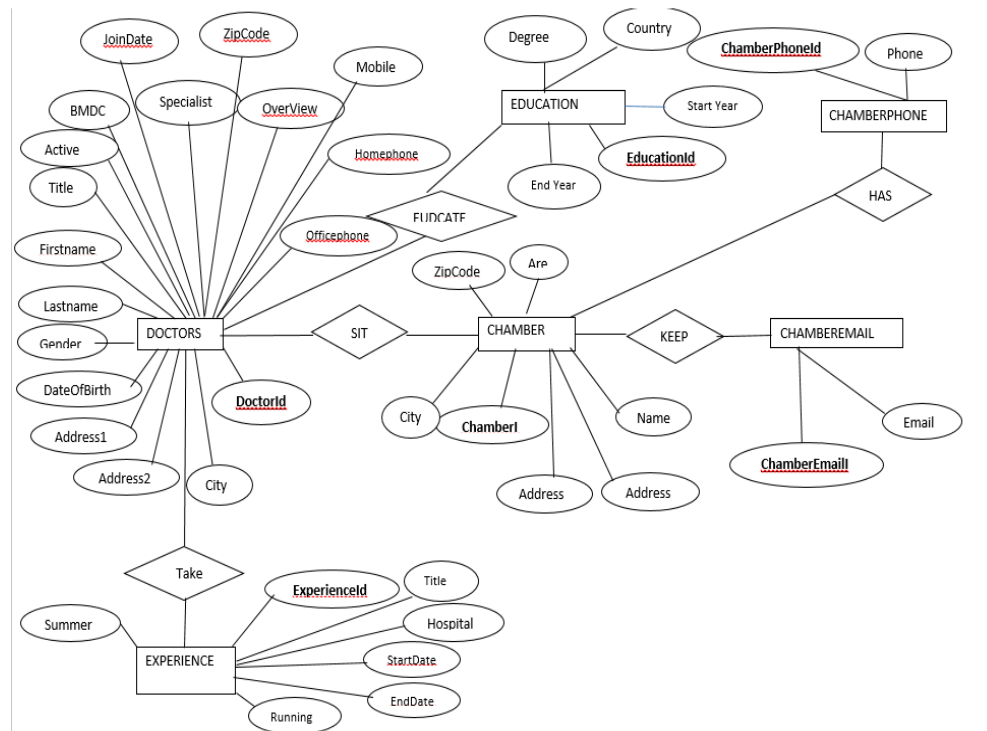 JoinDate
ZipCode
Degree
Country
ChamberPhoneId
Phone
Mobile
BMDC
Specialist
OverView
EDUCATION
Start Year
CHAMBERPHONE
Active
Homephone
EducationId
Title
End Year
HAS
EUDCATE
Firstname
Officephone
ZipCode
Are
Lastname
DOCTORS
SIT
CHAMBER
KEEP
CHAMBEREMAIL
Gender
DateOfBirth
DoctorId
City
ChamberI
Name
Email
Address1
Address2
City
Address
Address
ChamberEmailI
Take
ExperienceId
Title
Summer
Hospital
EXPERIENCE
StartDate
EndDate
Running